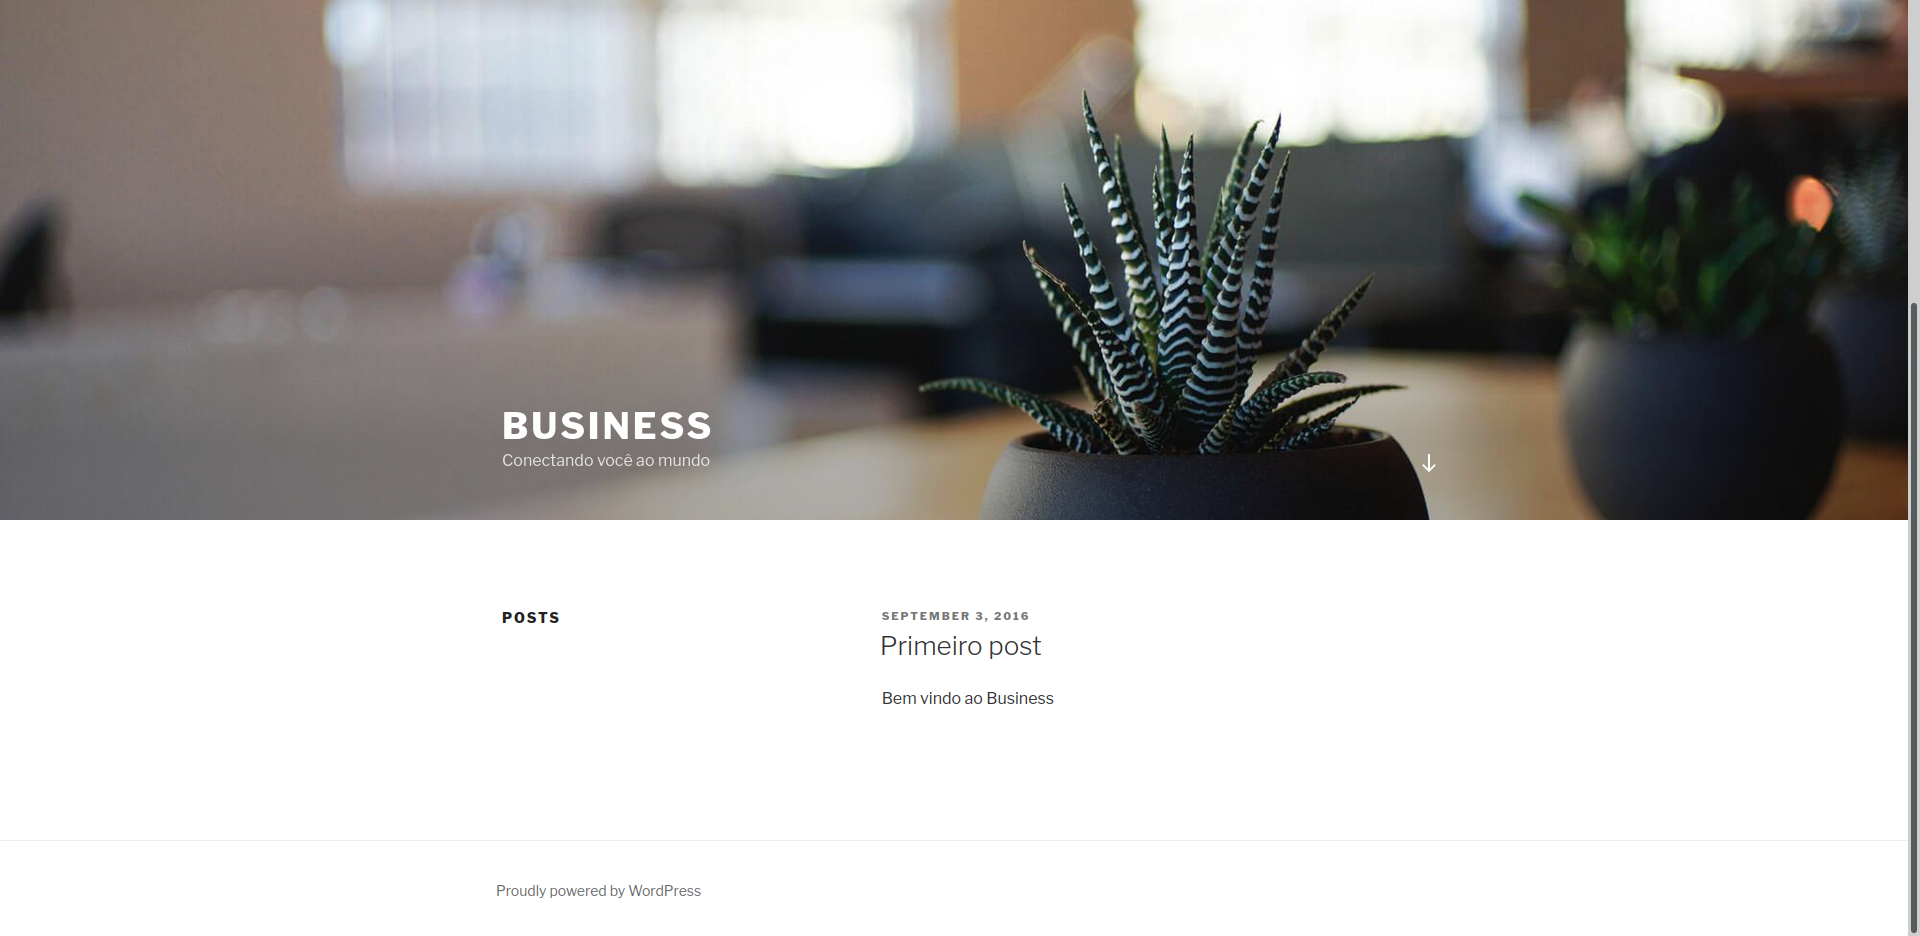 BUSINESS
Conectando você ao mundo
POSTS
SEPTEMBER 3, 2016
Primeiro post
Bem vindo ao Business
Proudly powered by WordPress